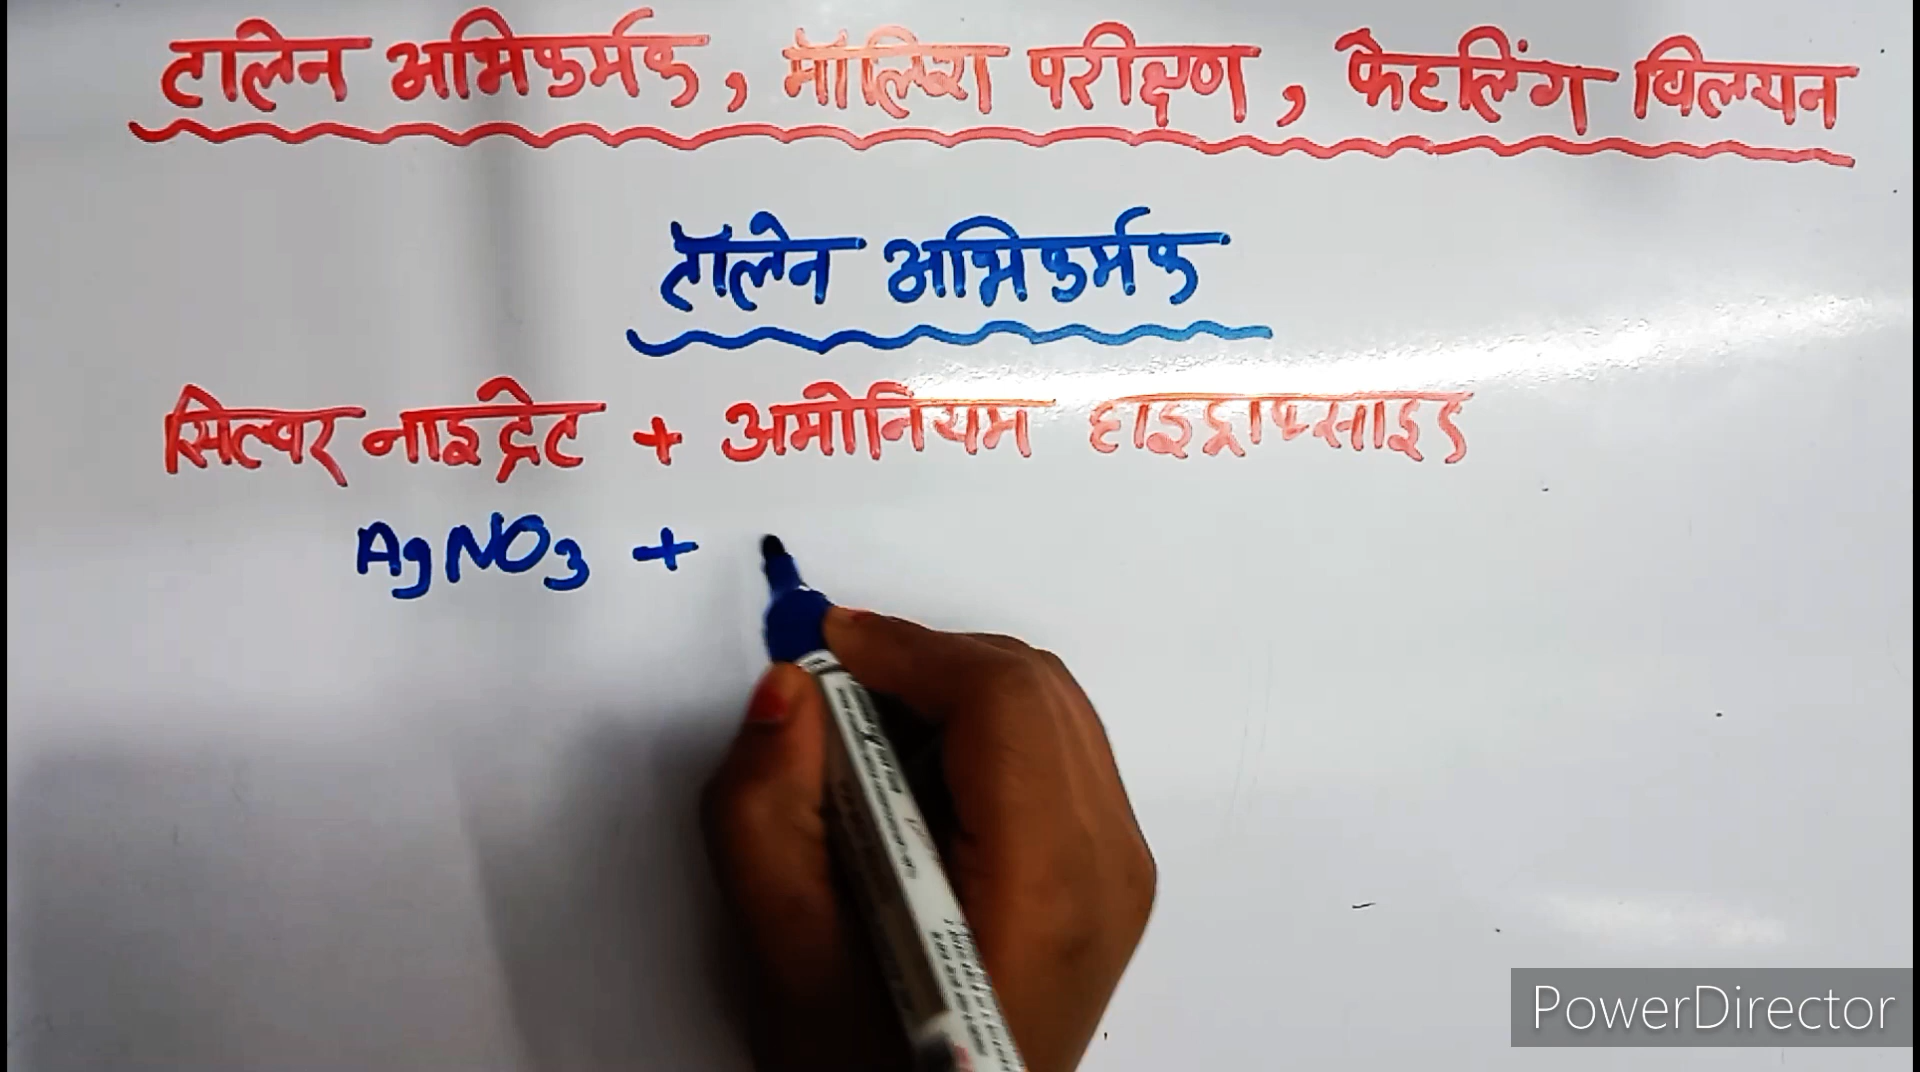 टालेन अभिकर्मक, मॉलिश परीक्षण, फेहलिंग विलयन
टॉलेन अभिकर्मक
सिल्वर नाइट्रेट + अमोनियम हाइड्राक्साइड
AgNO3 +
PowerDirector